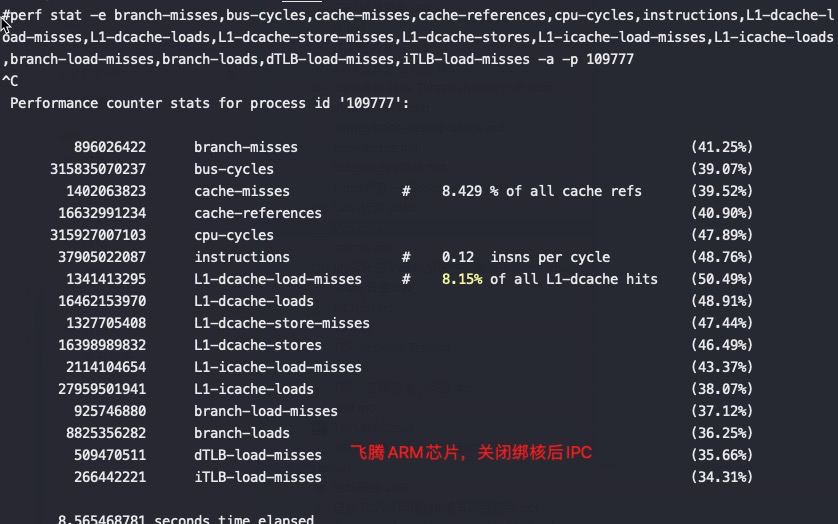 #perf stat -e branch-misses,bus-cycles,cache-misses,cache-references,cpu-cycles,instructions,L1-dcache-l
oad-misses,L1-dcache-loads,L1-dcache-store-misses,L1-dcache-stores,L1-icache-load-misses,L1-icache-loads
,branch-load-misses,branch-loads,dTLB-load-misses,iTLB-load-misses -a -p 109777
^C
Performance counter stats for process id '109777':
896026422 branch-misses (41.25%)
315835070237 bus-cycles (39.07%)
1402063823 cache-misses # 8.429 % of all cache refs (39.52%)
16632991234 cache-references (40.90%)
315927007103 cpu-cycles (47.89%)
37905022087 instructions # 0.12 insns per cycle (48.76%)
1341413295 L1-dcache-load-misses # 8.15% of all L1-dcache hits (50.49%)
16462153970 L1-dcache-loads (48.91%)
1327705408 L1-dcache-store-misses (47.44%)
16398989832 L1-dcache-stores (46.49%)
2114104654 L1-icache-load-misses (43.37%)
27959501941 L1-icache-loads (38.07%)
925746880 branch-load-misses (37.12%)
8825356282 branch-loads (36.25%)
509470511 dTLB-load-misses (35.66%)
飞腾ARM芯片，关闭绑核后IPC
266442221 iTLB-load-misses (34.31%)
8.565468781 seconds time elapsed